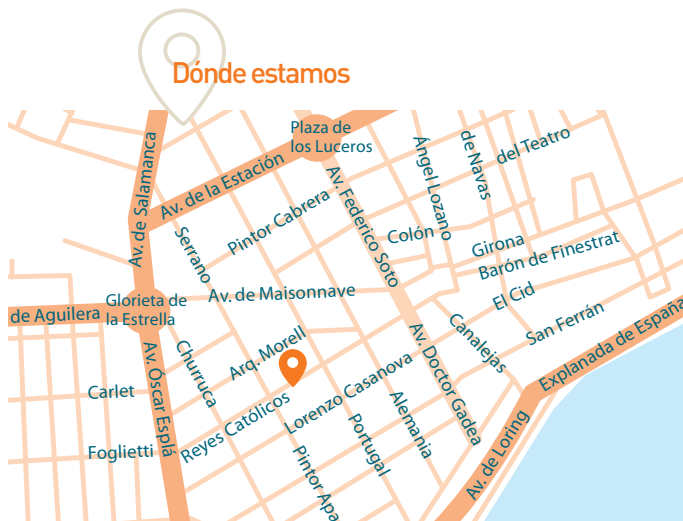 Dónde estamos
Plaza de
los Luceros
Av. de Salamanca
Av. de la Estación
Ángel Lozano
de Navas
del Teatro
Pintor Cabrera
Av. Federico Soto
Serrano
Colón
Girona
Barón de Finestrat
Av. de Maisonnave
El Cid
de Aguilera
Glorieta de
la Estrella
San Ferrán
Canalejas
Explanada de España
Arq. Morell
Churruca
Av. Óscar Esplá
Av. Doctor Gadea
Carlet
Reyes Católicos
Lorenzo Casanova
Alemania
Portugal
Foglietti
Pintor Apa
Av. de Loring